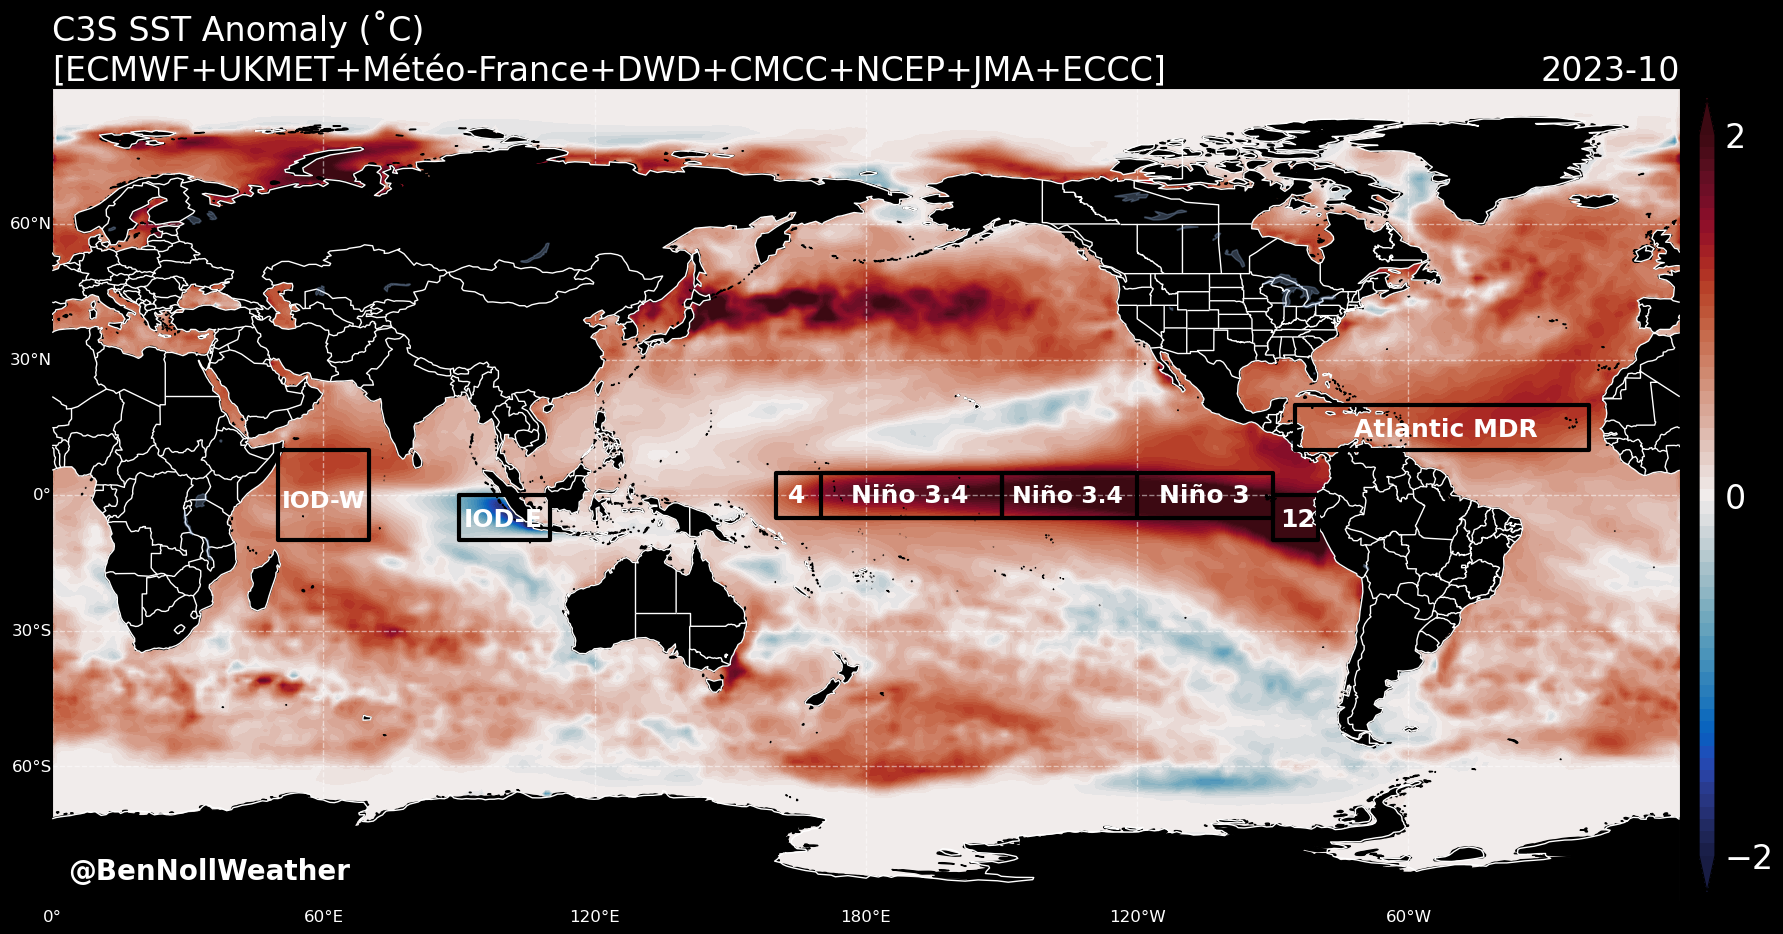 C3S SST Anomaly (˚C)
[ECMWF+UKMET+Météo-France+DWD+CMCC+NCEP+JMA+ECCC] 2023-10
2
60°N
30°N
Atlantic MDR
0° IOD-W IOD-E 4 Niño 3.4 Niño 3.4 Niño 3 12 0
30°S
60°S
−2
@BenNollWeather
0° 60°E 120°E 180°E 120°W 60°W